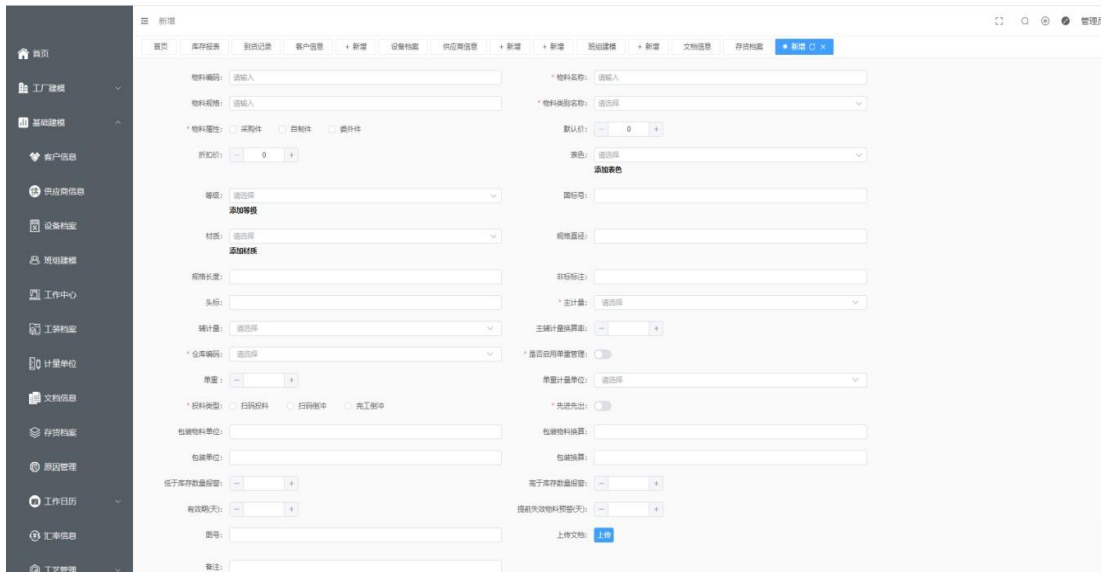 新增
管理员
首页 库存报表 到货记录 客户信息 + 新增 设备档案 供应商信息 + 新增 + 新增 班组建模 + 新增 文档信息 存货档案 新增
首页
工厂建模
基础建模
客户信息
供应商信息
设备档案
班组建模
工作中心
工装档案
计量单位
文档信息
存货档案
原因管理
工作日历
汇率信息
工艺管理
物料编码: 请输入 * 物料名称: 请输入
物料规格: 请输入 * 物料类别名称: 请选择
* 物料属性: 采购件 自制件 委外件 默认价: − 0 +
折扣价: − 0 + 表色: 请选择
添加表色
等级: 请选择 国标号:
添加等级
材质: 请选择 规格直径:
添加材质
规格长度: 非标标注:
头标: * 主计量: 请选择
辅计量: 请选择 主辅计量换算率: − +
* 仓库编码: 请选择 * 是否启用单重管理:
单重: − + 单重计量单位: 请选择
* 投料类型: 扫码投料 扫码倒冲 完工倒冲 * 先进先出:
包装物料单位: 包装物料换算:
包装单位: 包装换算:
低于库存数量报警: − + 高于库存数量报警: − +
有效期(天): − + 提前失效物料预警(天): − +
图号: 上传文档: 上传
备注: